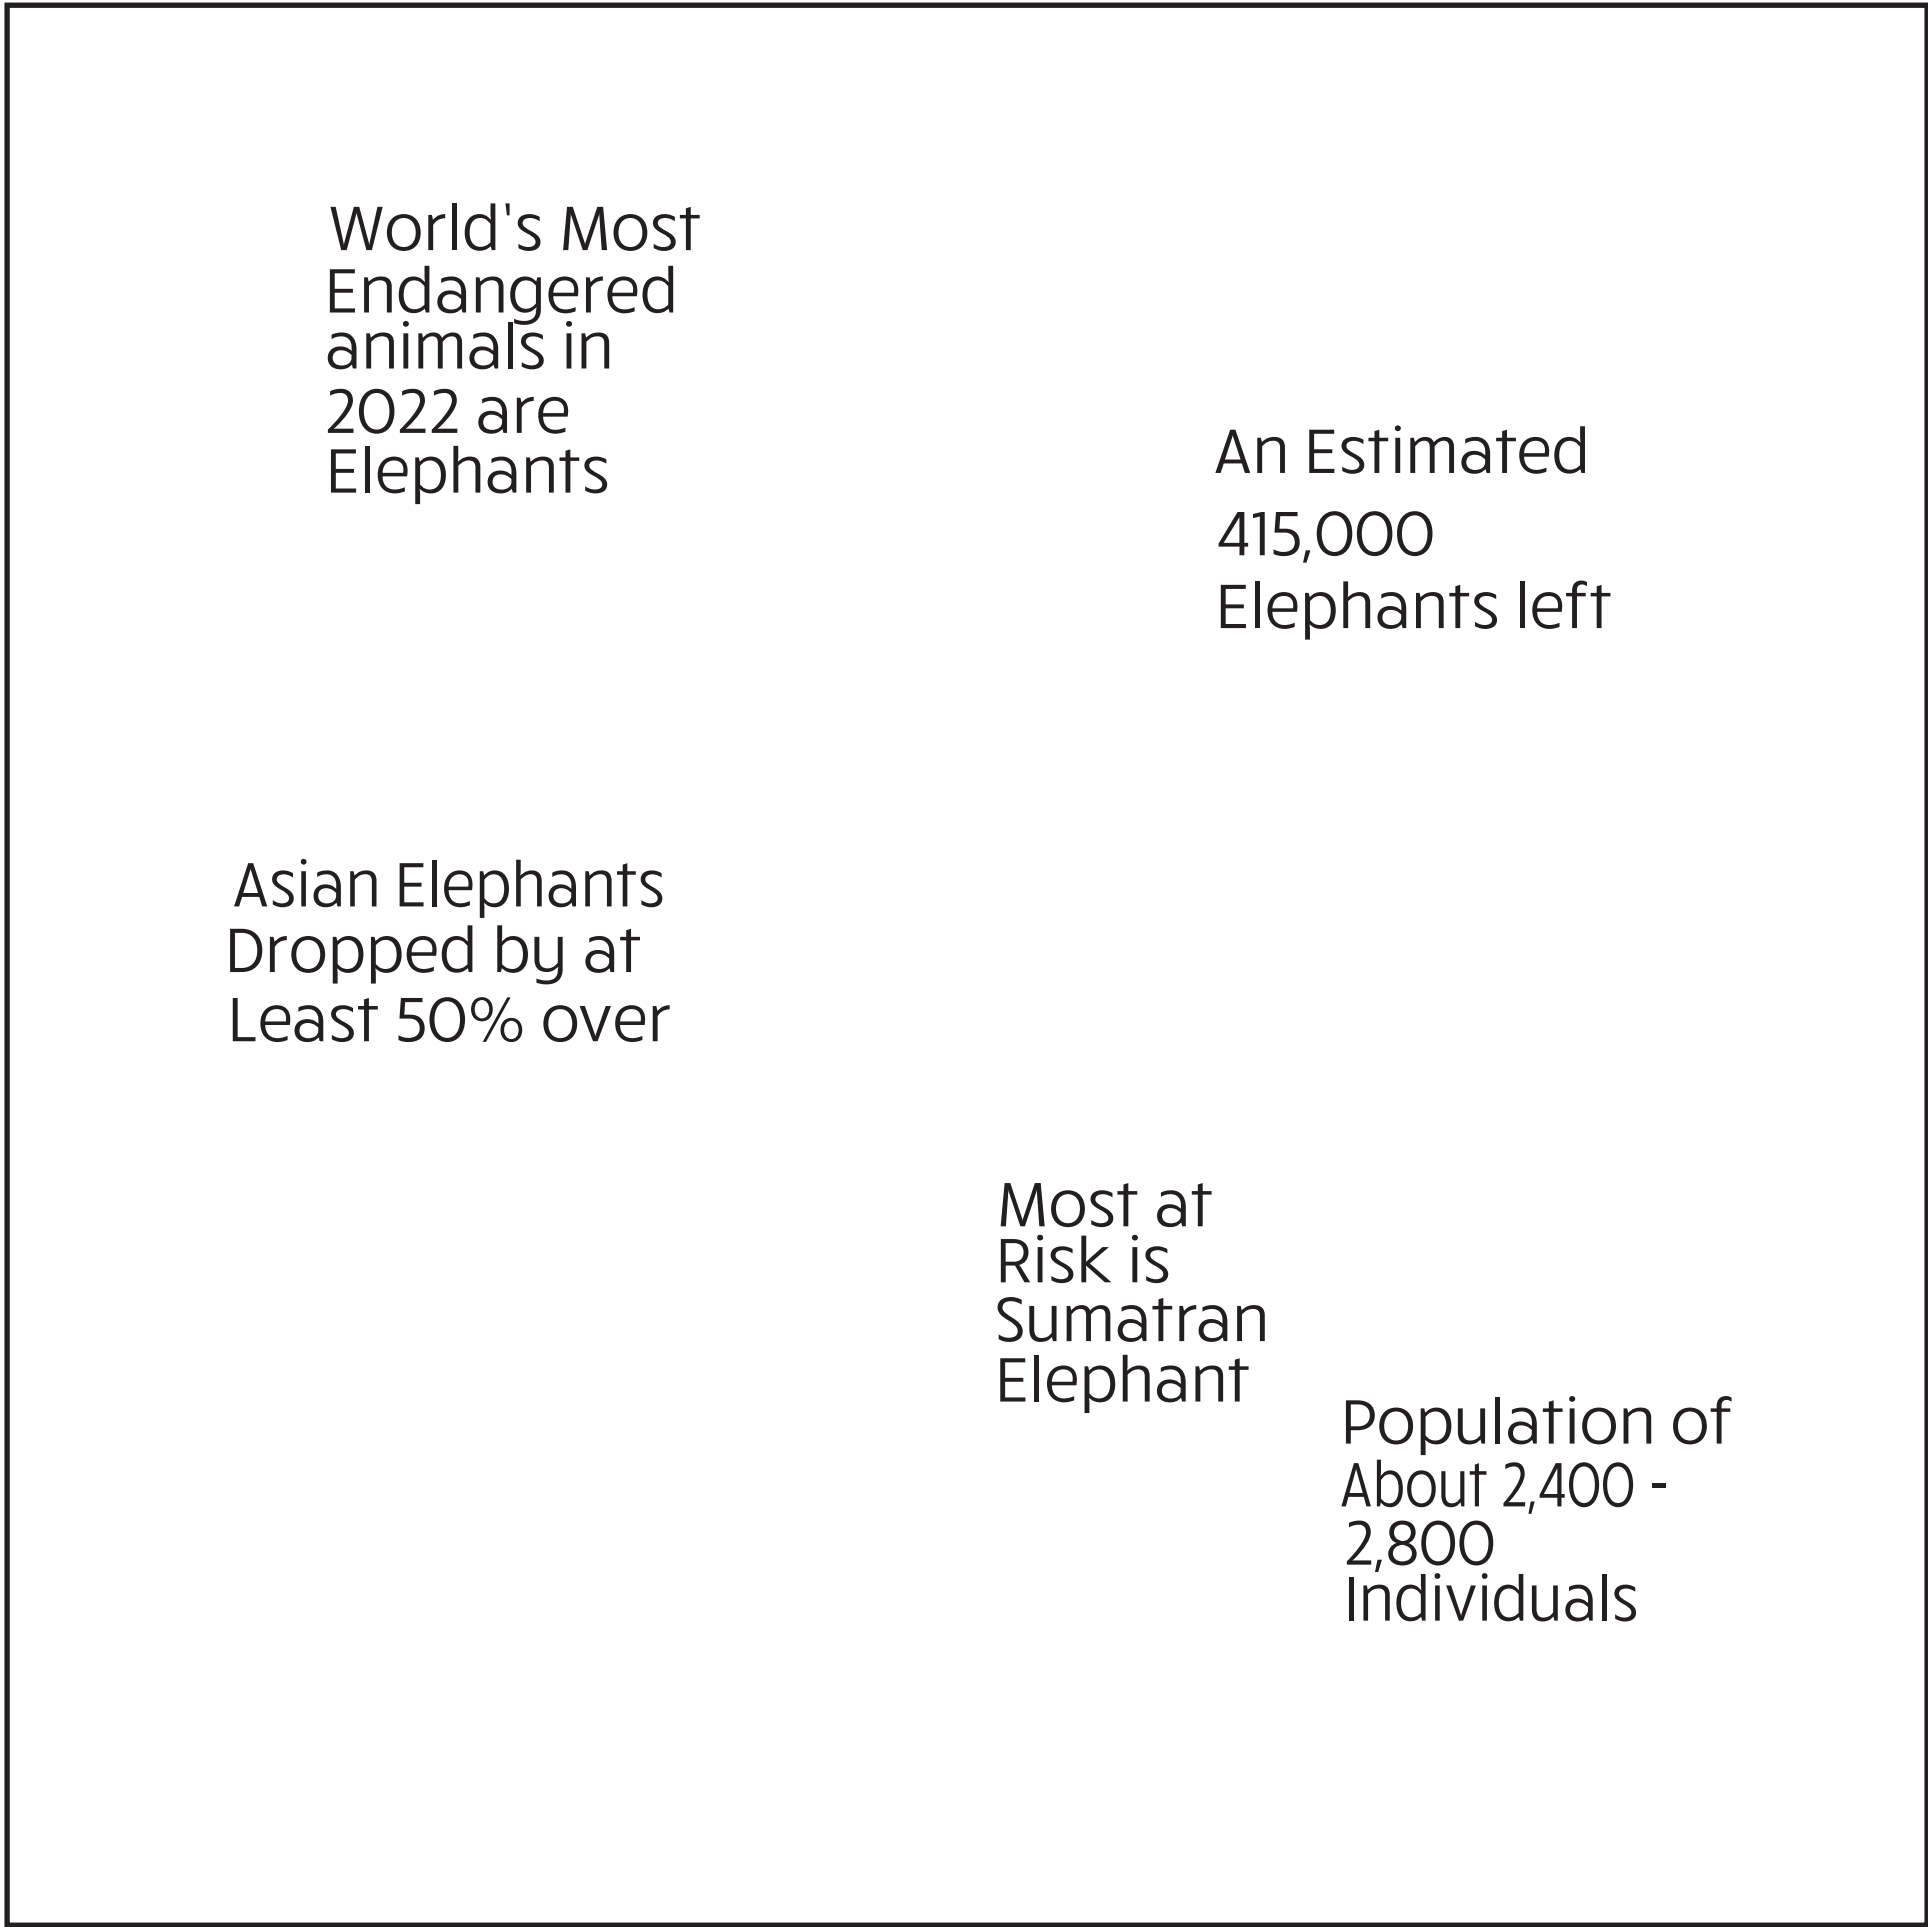 World's Most
Endangered
animals in
2022 are
Elephants
An Estimated
415,000
Elephants left
Asian Elephants
Dropped by at
Least 50% over
Most at
Risk is
Sumatran
Elephant
Population of
About 2,400 -
2,800
Individuals